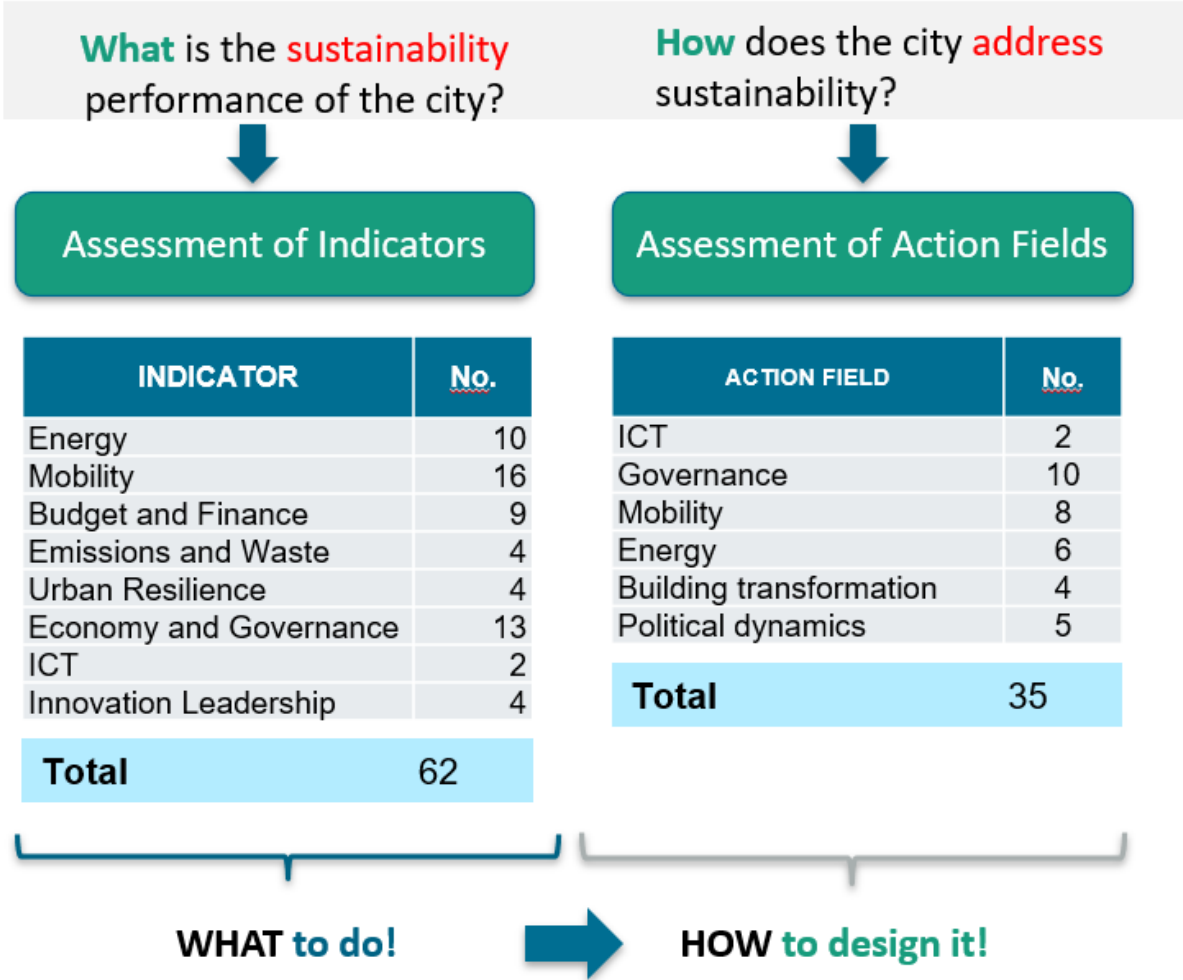 What is the sustainability
performance of the city?
How does the city address
sustainability?
Assessment of Indicators
Assessment of Action Fields
INDICATOR No.
Energy 10
Mobility 16
Budget and Finance 9
Emissions and Waste 4
Urban Resilience 4
Economy and Governance 13
ICT 2
Innovation Leadership 4
Total 62
ACTION FIELD No.
ICT 2
Governance 10
Mobility 8
Energy 6
Building transformation 4
Political dynamics 5
Total 35
WHAT to do!
HOW to design it!